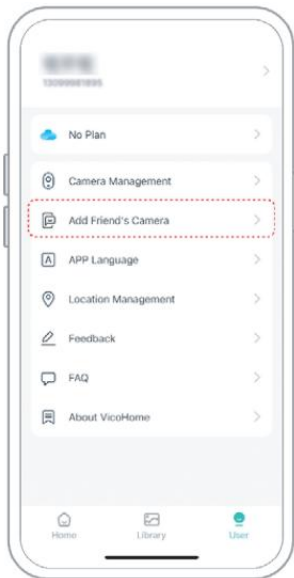 No Plan
Camera Management
Add Friend's Camera
APP Language
Location Management
Feedback
FAQ
About VicoHome
Home
Library
User